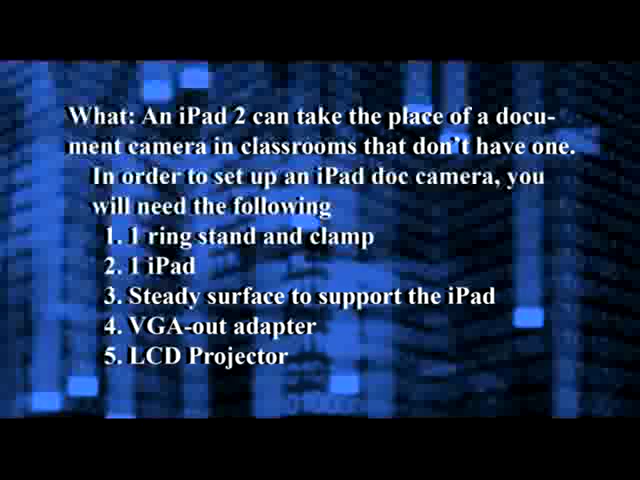 What: An iPad 2 can take the place of a docu-
ment camera in classrooms that don't have one.
In order to set up an iPad doc camera, you
will need the following
1. 1 ring stand and clamp
2. 1 iPad
3. Steady surface to support the iPad
4. VGA-out adapter
5. LCD Projector